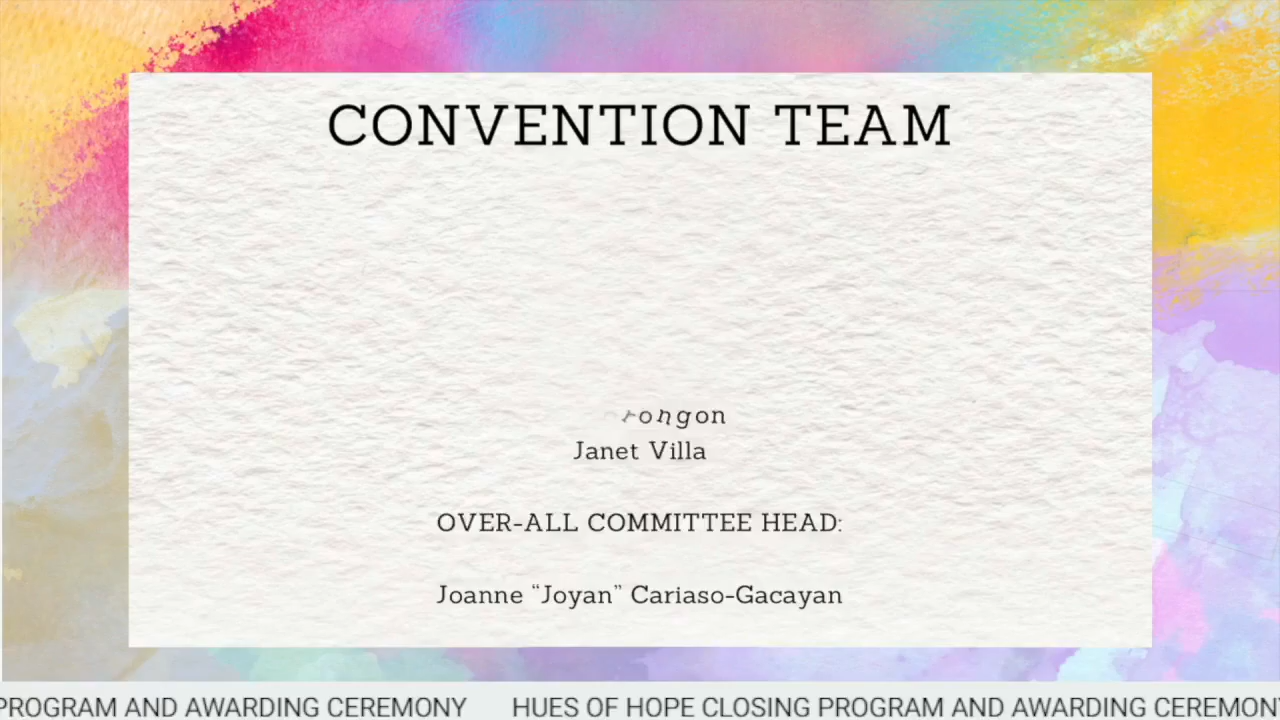 CONVENTION TEAM
Janet Villa
OVER-ALL COMMITTEE HEAD:
Joanne “Joyan” Cariaso-Gacayan
PROGRAM AND AWARDING CEREMONY HUES OF HOPE CLOSING PROGRAM AND AWARDING